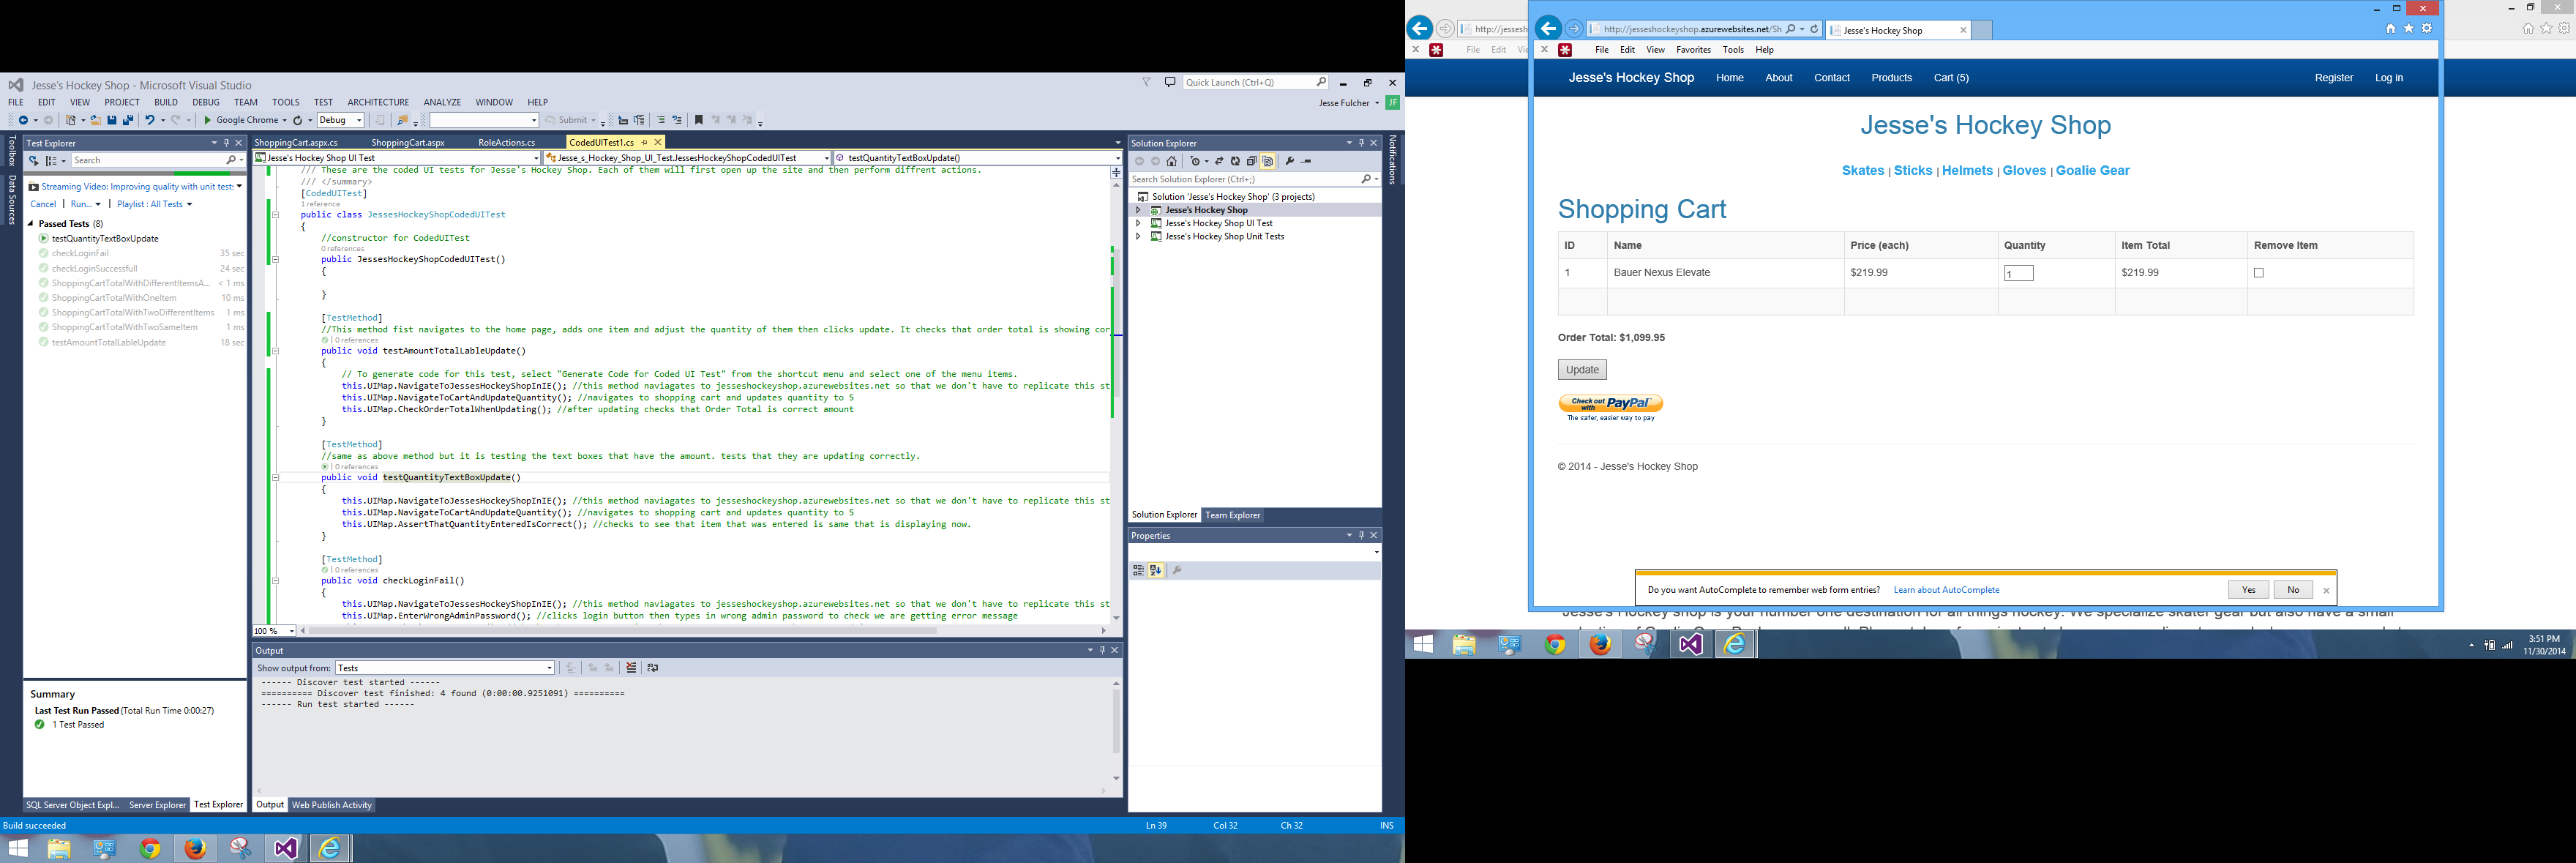 Jesse's Hockey Shop - Microsoft Visual Studio
Quick Launch (Ctrl+Q)
FILE EDIT VIEW PROJECT BUILD DEBUG TEAM TOOLS TEST ARCHITECTURE ANALYZE WINDOW HELP
Jesse Fulcher JF
Google Chrome Debug Submit
Toolbox
Data Sources
Test Explorer
Search
Streaming Video: Improving quality with unit tests
Cancel | Run... | Playlist : All Tests
Passed Tests (8)
testQuantityTextBoxUpdate
checkLoginFail 35 sec
checkLoginSuccessfull 24 sec
ShoppingCartTotalWithDifferentItemsA... < 1 ms
ShoppingCartTotalWithOneItem 10 ms
ShoppingCartTotalWithTwoDifferentItems 1 ms
ShoppingCartTotalWithTwoSameItem 1 ms
testAmountTotalLableUpdate 18 sec
Summary
Last Test Run Passed (Total Run Time 0:00:27)
1 Test Passed
SQL Server Object Expl... Server Explorer Test Explorer
ShoppingCart.aspx.cs ShoppingCart.aspx RoleActions.cs CodedUITest1.cs
Jesse's Hockey Shop UI Test Jesse_s_Hockey_Shop_UI_Test.JessesHockeyShopCodedUITest testQuantityTextBoxUpdate()
/// These are the coded UI tests for Jesse's Hockey Shop. Each of them will first open up the site and then perform diffrent actions.
/// </summary>
[CodedUITest]
1 reference
public class JessesHockeyShopCodedUITest
{
//constructor for CodedUITest
0 references
public JessesHockeyShopCodedUITest()
{
}
[TestMethod]
//This method fist navigates to the home page, adds one item and adjust the quantity of them then clicks update. It checks that order total is showing cor
| 0 references
public void testAmountTotalLableUpdate()
{
// To generate code for this test, select "Generate Code for Coded UI Test" from the shortcut menu and select one of the menu items.
this.UIMap.NavigateToJessesHockeyShopInIE(); //this method naviagates to jesseshockeyshop.azurewebsites.net so that we don't have to replicate this st
this.UIMap.NavigateToCartAndUpdateQuantity(); //navigates to shopping cart and updates quantity to 5
this.UIMap.CheckOrderTotalWhenUpdating(); //after updating checks that Order Total is correct amount
}
[TestMethod]
//same as above method but it is testing the text boxes that have the amount. tests that they are updating correctly.
| 0 references
public void testQuantityTextBoxUpdate()
{
this.UIMap.NavigateToJessesHockeyShopInIE(); //this method naviagates to jesseshockeyshop.azurewebsites.net so that we don't have to replicate this st
this.UIMap.NavigateToCartAndUpdateQuantity(); //navigates to shopping cart and updates quantity to 5
this.UIMap.AssertThatQuantityEnteredIsCorrect(); //checks to see that item that was entered is same that is displaying now.
}
[TestMethod]
| 0 references
public void checkLoginFail()
{
this.UIMap.NavigateToJessesHockeyShopInIE(); //this method naviagates to jesseshockeyshop.azurewebsites.net so that we don't have to replicate this st
this.UIMap.EnterWrongAdminPassword(); //clicks login button then types in wrong admin password to check we are getting error message
100 %
Output
Show output from: Tests
------ Discover test started ------
========== Discover test finished: 4 found (0:00:00.9251091) ==========
------ Run test started ------
Output Web Publish Activity
Solution Explorer
Search Solution Explorer (Ctrl+;)
Solution 'Jesse's Hockey Shop' (3 projects)
Jesse's Hockey Shop
Jesse's Hockey Shop UI Test
Jesse's Hockey Shop Unit Tests
Solution Explorer Team Explorer
Properties
Notifications
Build succeeded Ln 39 Col 32 Ch 32 INS
http://jessesh
File Edit
http://jesseshockeyshop.azurewebsites.net/Sh Jesse's Hockey Shop
File Edit View Favorites Tools Help
Jesse's Hockey Shop Home About Contact Products Cart (5) Register Log in
Jesse's Hockey Shop
Skates | Sticks | Helmets | Gloves | Goalie Gear
Shopping Cart
ID Name Price (each) Quantity Item Total Remove Item
1 Bauer Nexus Elevate $219.99 1 $219.99
Order Total: $1,099.95
Update
Check out with PayPal
The safer, easier way to pay
© 2014 - Jesse's Hockey Shop
Do you want AutoComplete to remember web form entries? Learn about AutoComplete Yes No
Jesse's Hockey shop is your number one destination for all things hockey. We specialize skater gear but also have a small
3:51 PM
11/30/2014